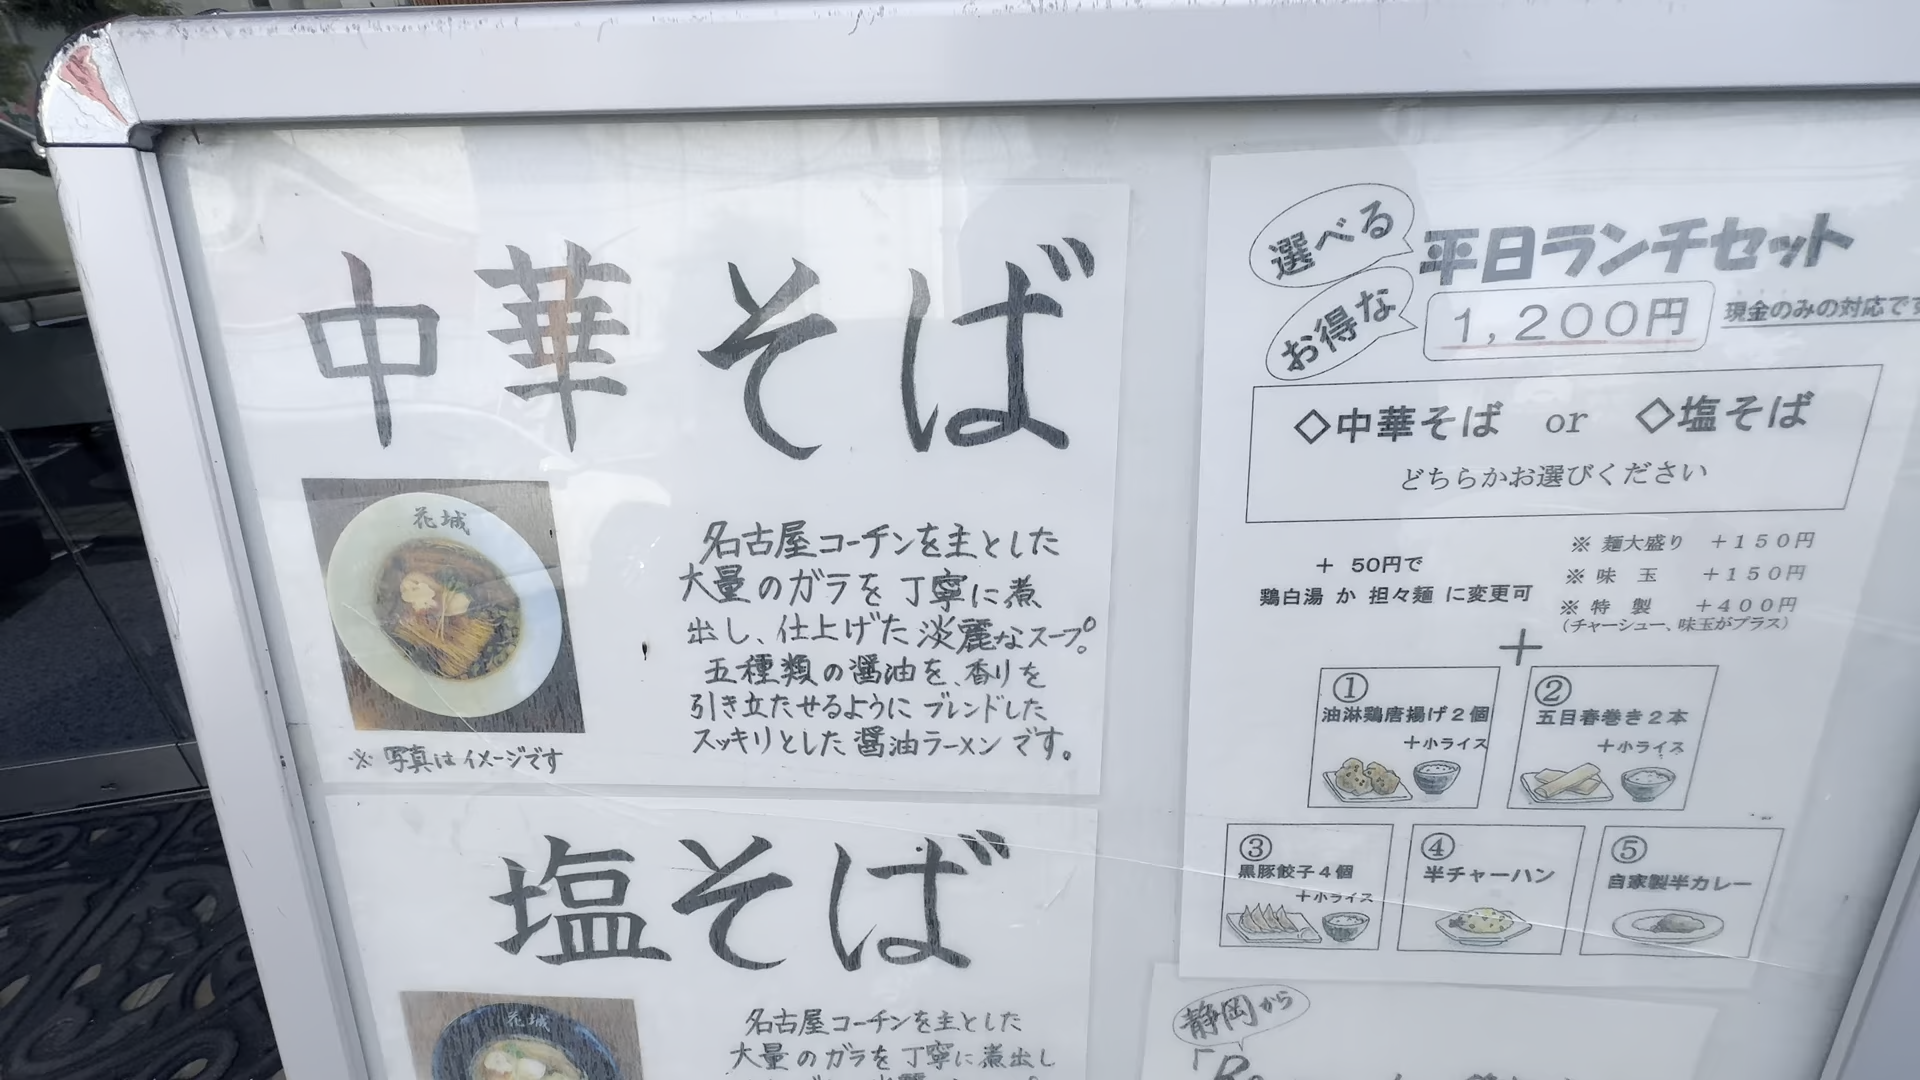 中華そば
花城
名古屋コーチンを主とした
大量のガラを丁寧に煮
出し、仕上げた淡麗なスープ。
五種類の醤油を、香りを
引き立たせるようにブレンドした
スッキリとした醤油ラーメンです。
※写真はイメージです
塩そば
花城
名古屋コーチンを主とした
大量のガラを丁寧に煮出し
選べる
お得な
平日ランチセット
1,200円 現金のみの対応です
◇中華そば or ◇塩そば
どちらかお選びください
+ 50円で
鶏白湯 か 担々麺 に変更可
※ 麺大盛り +150円
※ 味 玉 +150円
※ 特 製 +400円
(チャーシュー、味玉がプラス)
+
①
油淋鶏唐揚げ2個
+小ライス
②
五目春巻き2本
+小ライス
③
黒豚餃子4個
+小ライス
④
半チャーハン
⑤
自家製半カレー
静岡から